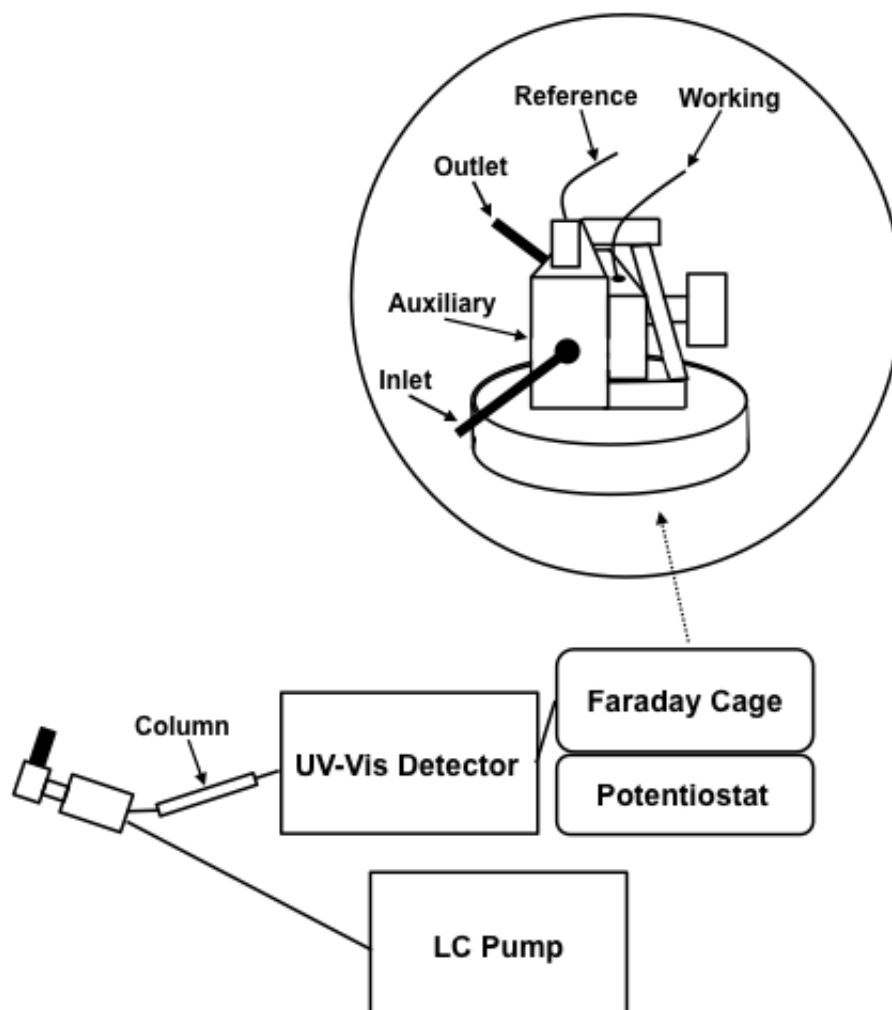 Reference
Working
Outlet
Auxiliary
Inlet
Faraday Cage
Column
UV-Vis Detector
Potentiostat
LC Pump